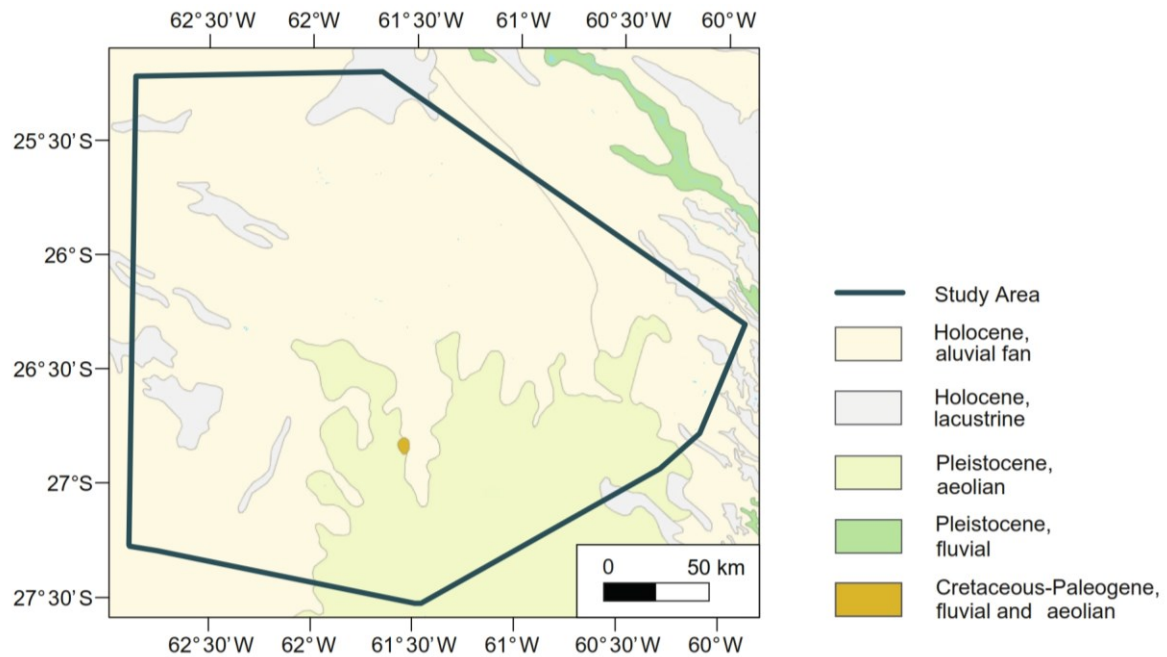 62°30'W 62°W 61°30'W 61°W 60°30'W 60°W
25°30'S
26°S
26°30'S
27°S
27°30'S
0 50 km
62°30'W 62°W 61°30'W 61°W 60°30'W 60°W
Study Area
Holocene,
aluvial fan
Holocene,
lacustrine
Pleistocene,
aeolian
Pleistocene,
fluvial
Cretaceous-Paleogene,
fluvial and aeolian